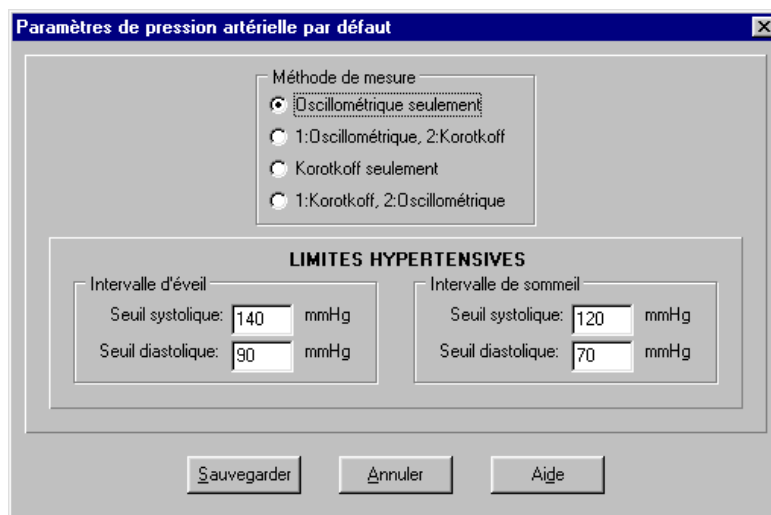 Paramètres de pression artérielle par défaut
Méthode de mesure
Oscillométrique seulement
1:Oscillométrique, 2:Korotkoff
Korotkoff seulement
1:Korotkoff, 2:Oscillométrique
LIMITES HYPERTENSIVES
Intervalle d'éveil
Seuil systolique: 140 mmHg
Seuil diastolique: 90 mmHg
Intervalle de sommeil
Seuil systolique: 120 mmHg
Seuil diastolique: 70 mmHg
Sauvegarder Annuler Aide